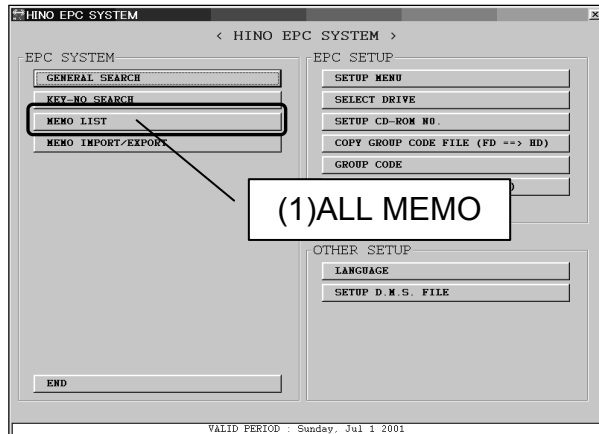 HINO EPC SYSTEM
< HINO EPC SYSTEM >
EPC SYSTEM
GENERAL SEARCH
KEY-NO SEARCH
MEMO LIST
MEMO IMPORT/EXPORT
END
EPC SETUP
SETUP MENU
SELECT DRIVE
SETUP CD-ROM NO.
COPY GROUP CODE FILE (FD ==> HD)
GROUP CODE
)
(1)ALL MEMO
OTHER SETUP
LANGUAGE
SETUP D.M.S. FILE
VALID PERIOD : Sunday, Jul 1 2001